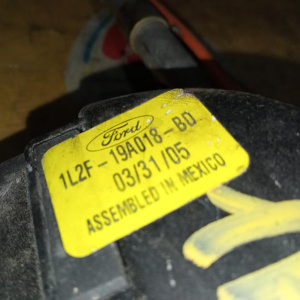 Ford
1L2F-19A018-BD
03/31/05
ASSEMBLED IN MEXICO